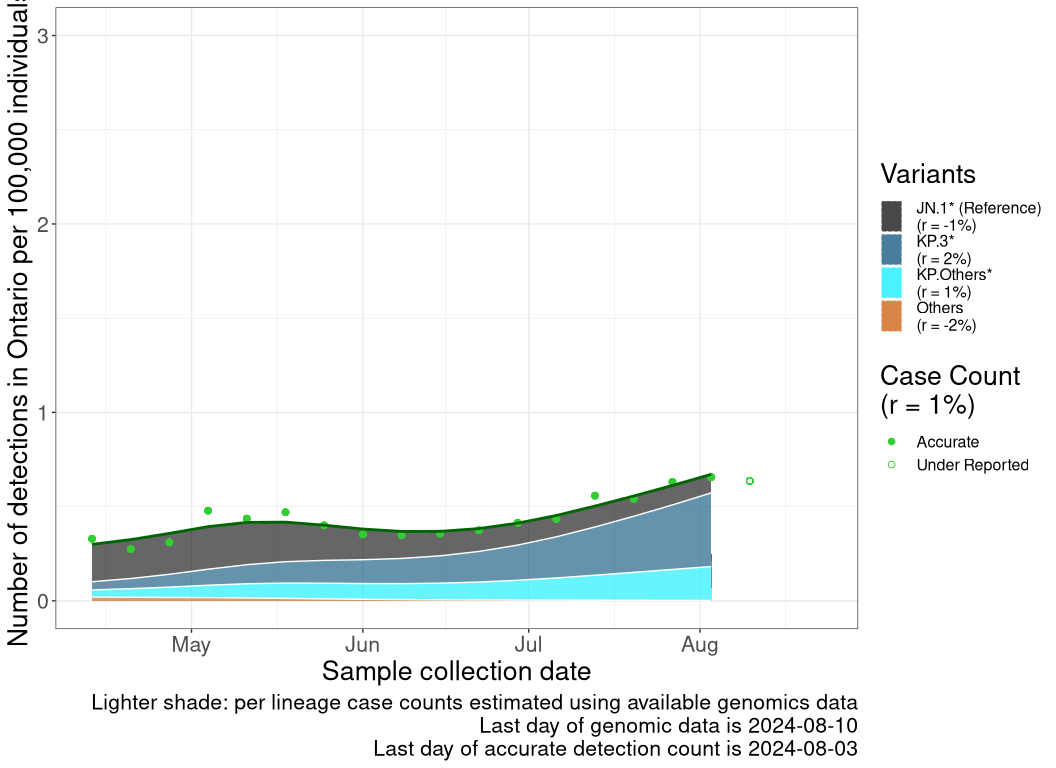 Number of detections in Ontario per 100,000 individuals
3
2
1
0
May
Jun
Jul
Aug
Sample collection date
Variants
JN.1* (Reference)
(r = -1%)
KP.3*
(r = 2%)
KP.Others*
(r = 1%)
Others
(r = -2%)
Case Count
(r = 1%)
Accurate
Under Reported
Lighter shade: per lineage case counts estimated using available genomics data
Last day of genomic data is 2024-08-10
Last day of accurate detection count is 2024-08-03